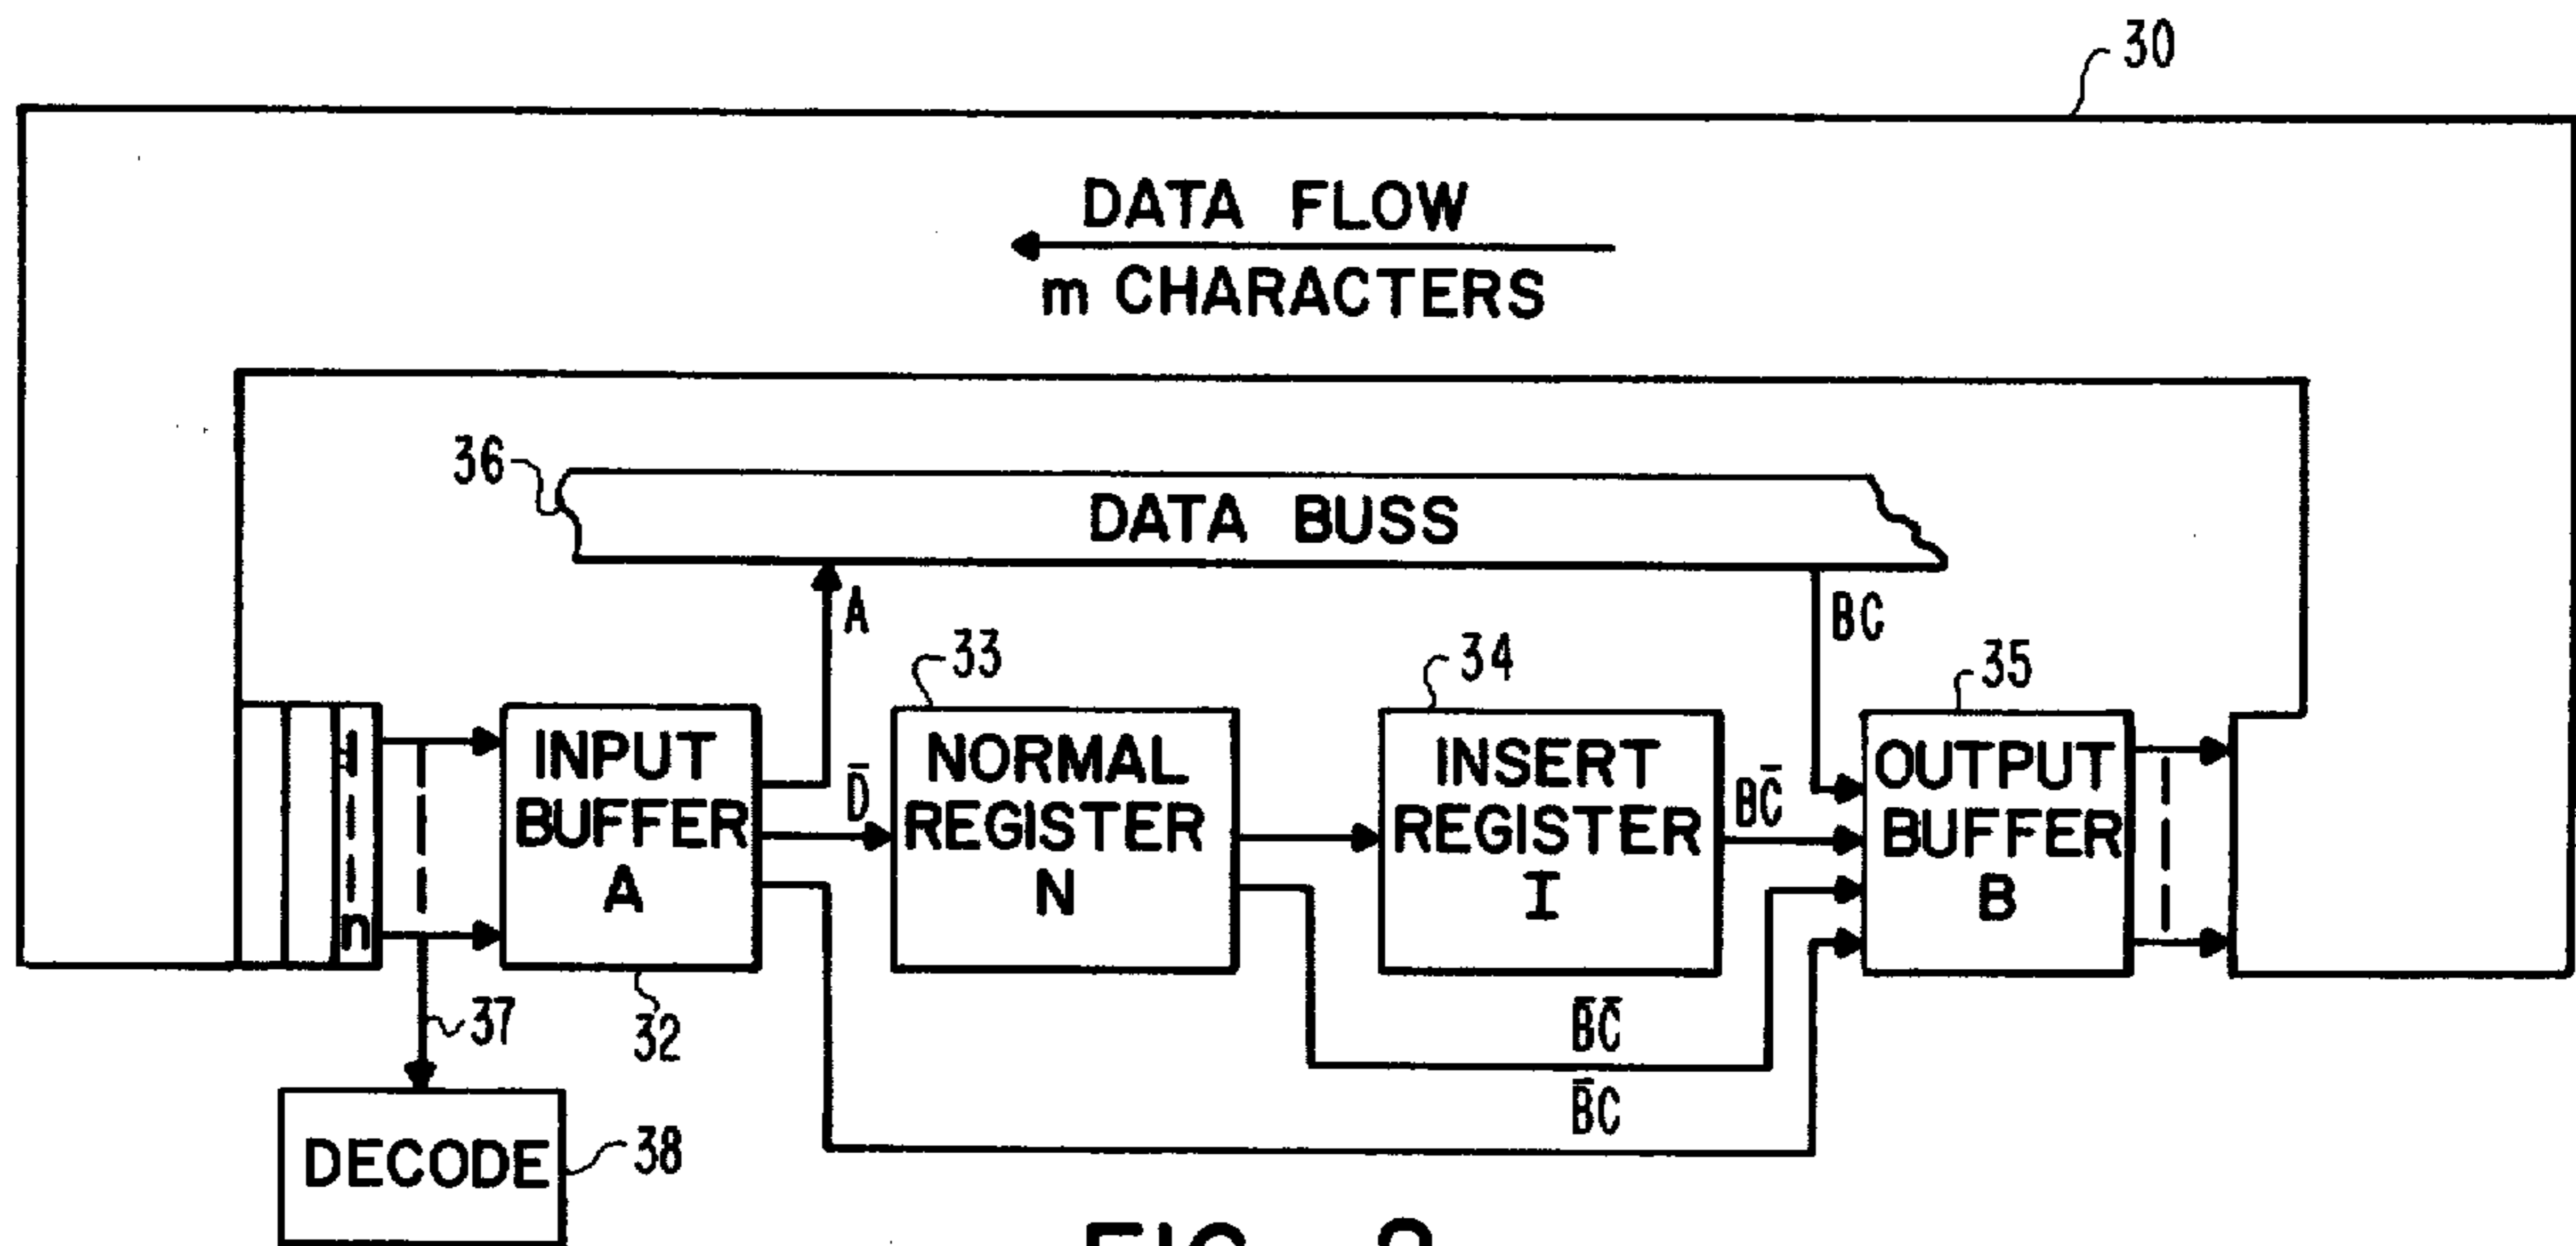 30
DATA FLOW
m CHARACTERS
36
DATA BUSS
A
BC
33
34
35
1
n
INPUT
BUFFER
A
D̅
NORMAL
REGISTER
N
INSERT
REGISTER
I
BC̅
OUTPUT
BUFFER
B
37
32
B̅C̅
B̅C
DECODE
38